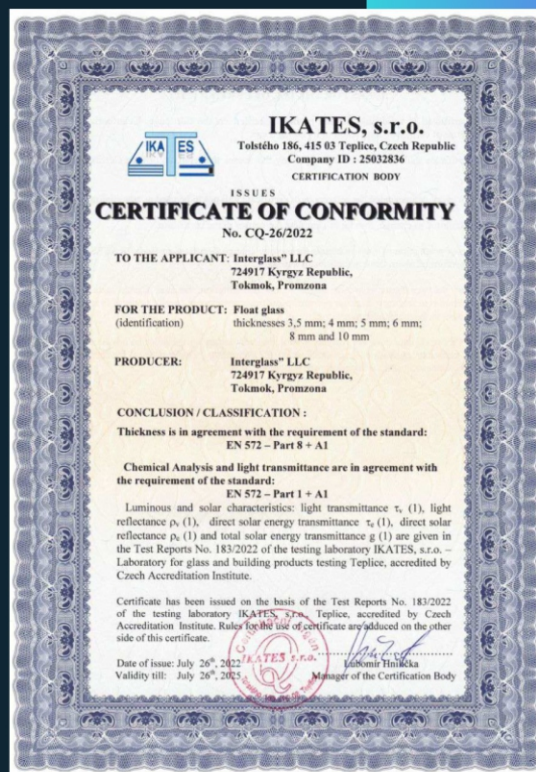 IKATES
IKATES, s.r.o.
Tolstého 186, 415 03 Teplice, Czech Republic
Company ID : 25032836
CERTIFICATION BODY
ISSUES
CERTIFICATE OF CONFORMITY
No. CQ-26/2022
TO THE APPLICANT: Interglass” LLC
724917 Kyrgyz Republic,
Tokmok, Promzona
FOR THE PRODUCT: Float glass
(identification) thicknesses 3,5 mm; 4 mm; 5 mm; 6 mm;
8 mm and 10 mm
PRODUCER: Interglass” LLC
724917 Kyrgyz Republic,
Tokmok, Promzona
CONCLUSION / CLASSIFICATION :
Thickness is in agreement with the requirement of the standard:
EN 572 – Part 8 + A1
Chemical Analysis and light transmittance are in agreement with
the requirement of the standard:
EN 572 – Part 1 + A1
Luminous and solar characteristics: light transmittance τᵥ (1), light
reflectance ρᵥ (1), direct solar energy transmittance τₑ (1), direct solar
reflectance ρₑ (1) and total solar energy transmittance g (1) are given in
the Test Reports No. 183/2022 of the testing laboratory IKATES, s.r.o. –
Laboratory for glass and building products testing Teplice, accredited by
Czech Accreditation Institute.
Certificate has been issued on the basis of the Test Reports No. 183/2022
of the testing laboratory IKATES, s.r.o., Teplice, accredited by Czech
Accreditation Institute. Rules for the use of certificate are adduced on the other
side of this certificate.
IKATES s.r.o.
Date of issue: July 26th, 2022
Lubomír Hnilička
Validity till: July 26th, 2025
Manager of the Certification Body